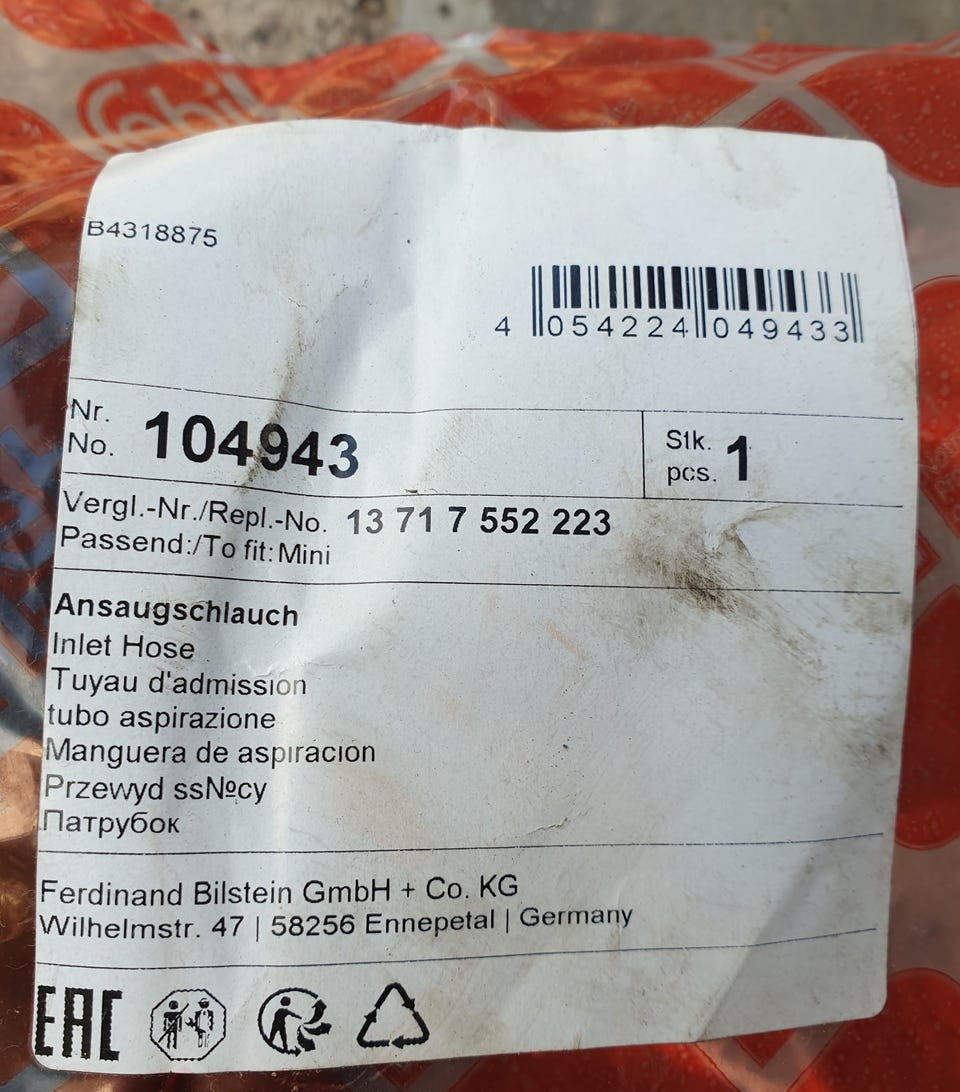 febi
B4318875
4 054224 049433
Nr.
No. 104943
Stk.
pcs. 1
Vergl.-Nr./Repl.-No. 13 71 7 552 223
Passend:/To fit: Mini
Ansaugschlauch
Inlet Hose
Tuyau d'admission
tubo aspirazione
Manguera de aspiración
Przewyd ss№cy
Патрубок
Ferdinand Bilstein GmbH + Co. KG
Wilhelmstr. 47 | 58256 Ennepetal | Germany
EAC